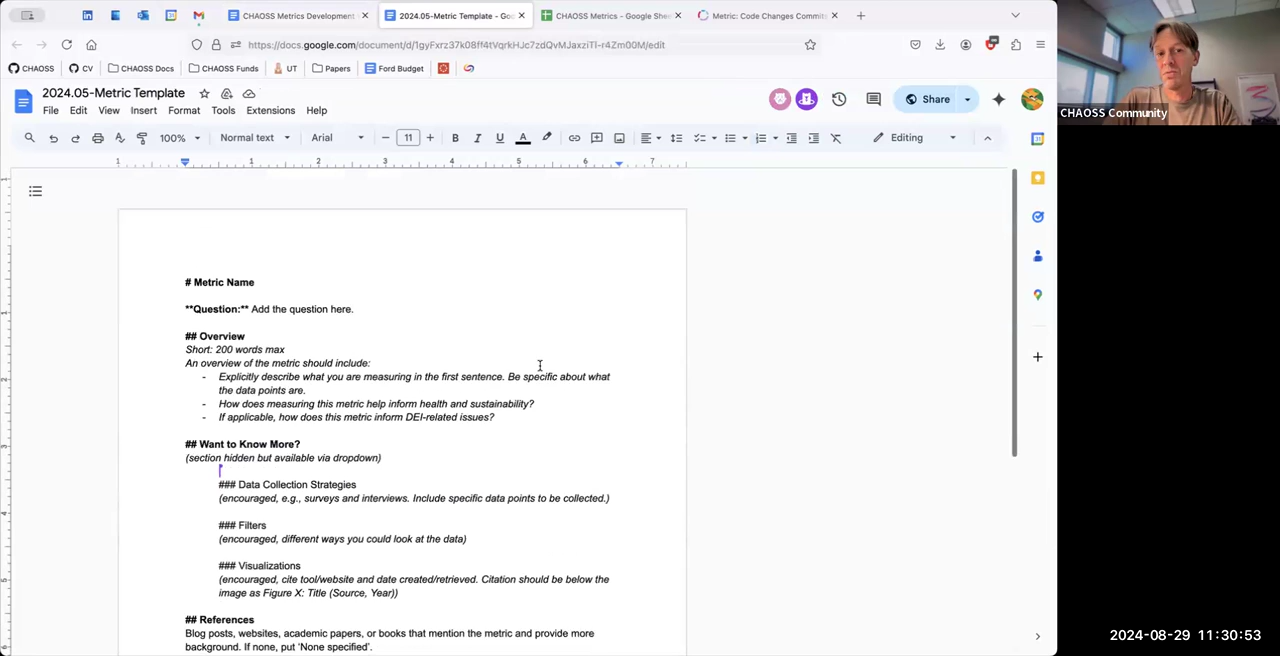 CHAOSS Metrics Development
2024.05-Metric Template - Goo
CHAOSS Metrics - Google Shee
Metric: Code Changes Commit
https://docs.google.com/document/d/1gyFxrz37k08ff4tVqrkHJc7zdQvMJaxziTl-r4Zm00M/edit
CHAOSS
CV
CHAOSS Docs
CHAOSS Funds
UT
Papers
Ford Budget
2024.05-Metric Template
File Edit View Insert Format Tools Extensions Help
Share
100% Normal text Arial 11 Editing
1 1 2 3 4 5 6 7
# Metric Name
**Question:** Add the question here.
## Overview
Short: 200 words max
An overview of the metric should include:
- Explicitly describe what you are measuring in the first sentence. Be specific about what
the data points are.
- How does measuring this metric help inform health and sustainability?
- If applicable, how does this metric inform DEI-related issues?
## Want to Know More?
(section hidden but available via dropdown)
### Data Collection Strategies
(encouraged, e.g., surveys and interviews. Include specific data points to be collected.)
### Filters
(encouraged, different ways you could look at the data)
### Visualizations
(encouraged, cite tool/website and date created/retrieved. Citation should be below the
image as Figure X: Title (Source, Year))
## References
Blog posts, websites, academic papers, or books that mention the metric and provide more
background. If none, put 'None specified'.
CHAOSS Community
2024-08-29 11:30:53